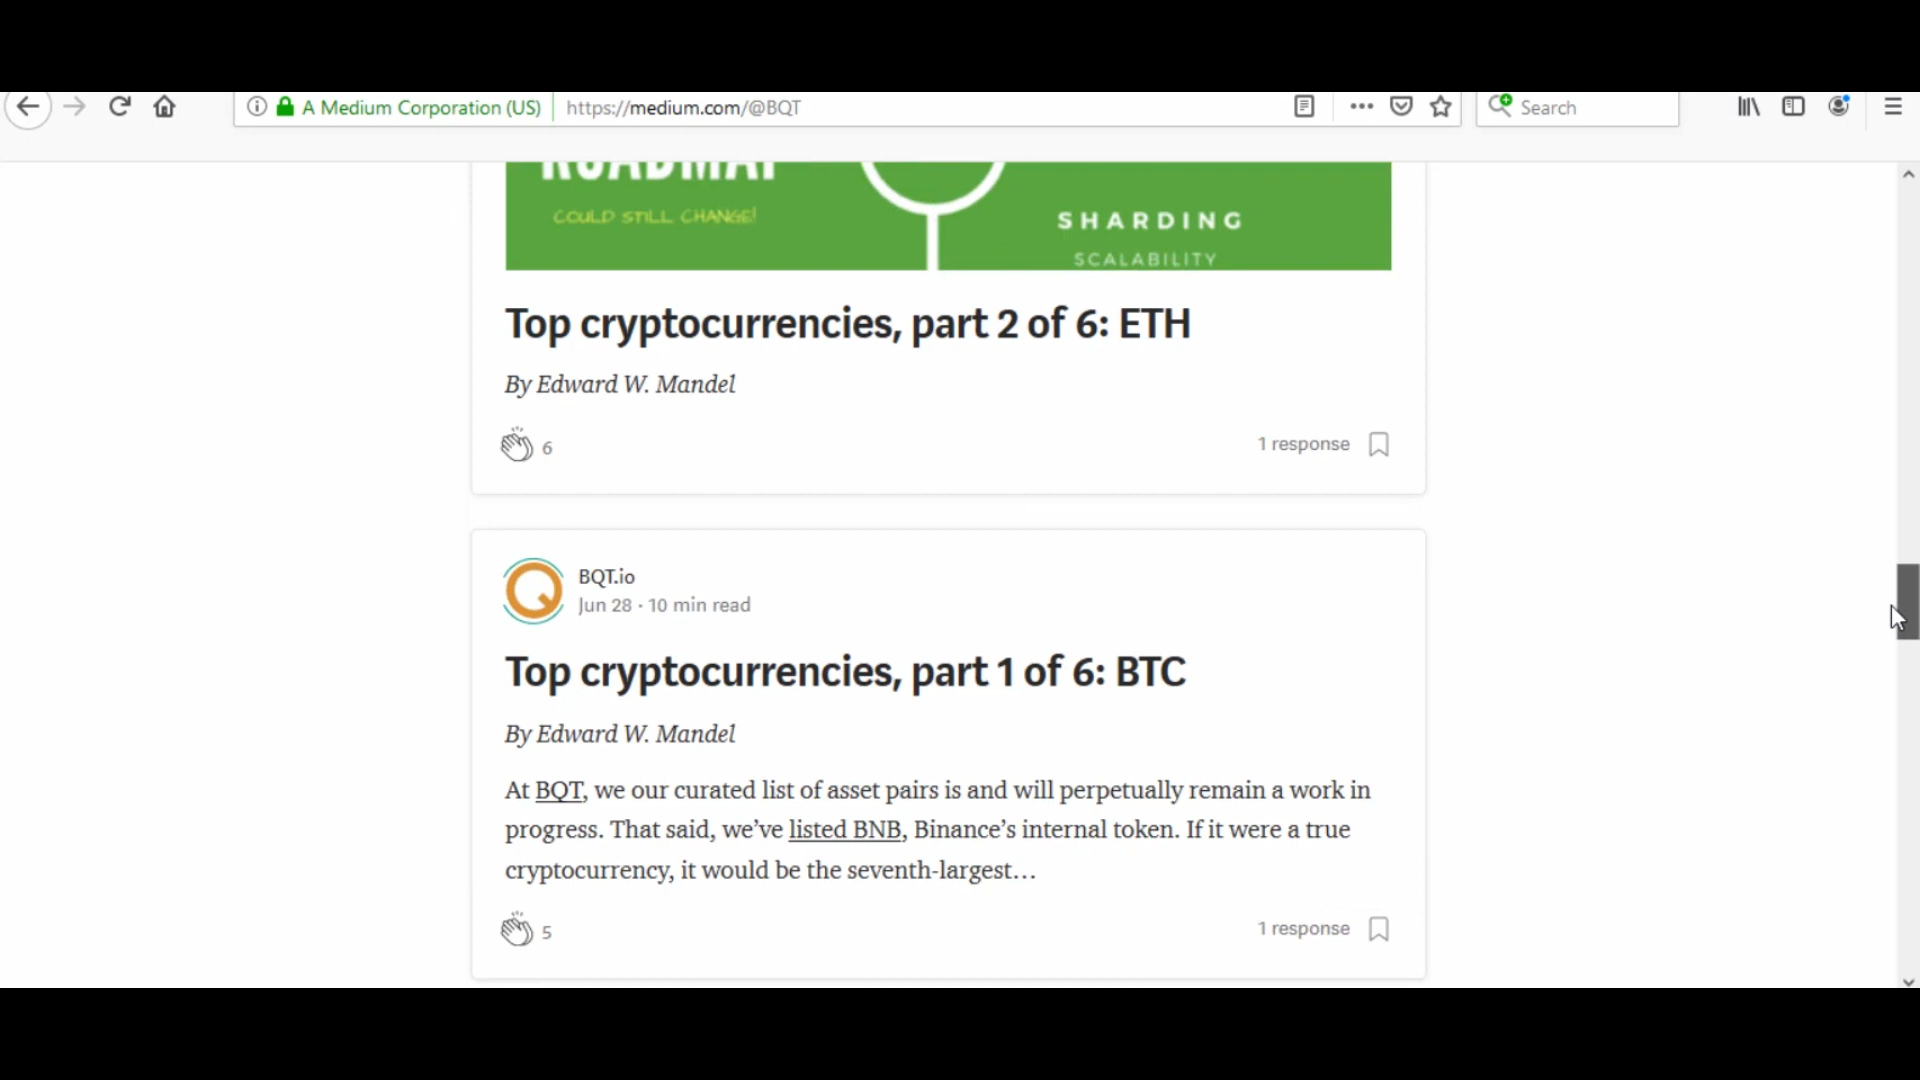 A Medium Corporation (US) https://medium.com/@BQT Search
ROADMAP
COULD STILL CHANGE!
SHARDING
SCALABILITY
Top cryptocurrencies, part 2 of 6: ETH
By Edward W. Mandel
6 1 response
BQT.io
Jun 28 · 10 min read
Top cryptocurrencies, part 1 of 6: BTC
By Edward W. Mandel
At BQT, we our curated list of asset pairs is and will perpetually remain a work in
progress. That said, we’ve listed BNB, Binance’s internal token. If it were a true
cryptocurrency, it would be the seventh-largest…
5 1 response